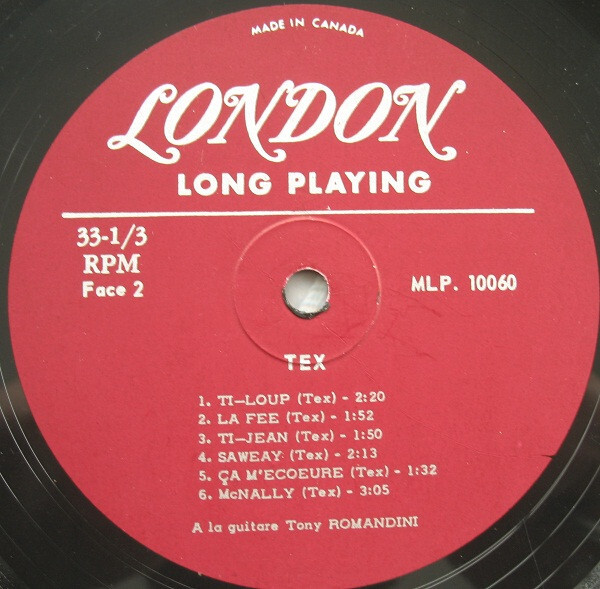 MADE IN CANADA
LONDON
LONG PLAYING
33-1/3
RPM
Face 2
MLP. 10060
TEX
1. TI-LOUP (Tex) - 2:20
2. LA FEE (Tex) - 1:52
3. TI-JEAN (Tex) - 1:50
4. SAWEAY (Tex) - 2:13
5. ÇA M'ECOEURE (Tex) - 1:32
6. McNALLY (Tex) - 3:05
A la guitare Tony ROMANDINI